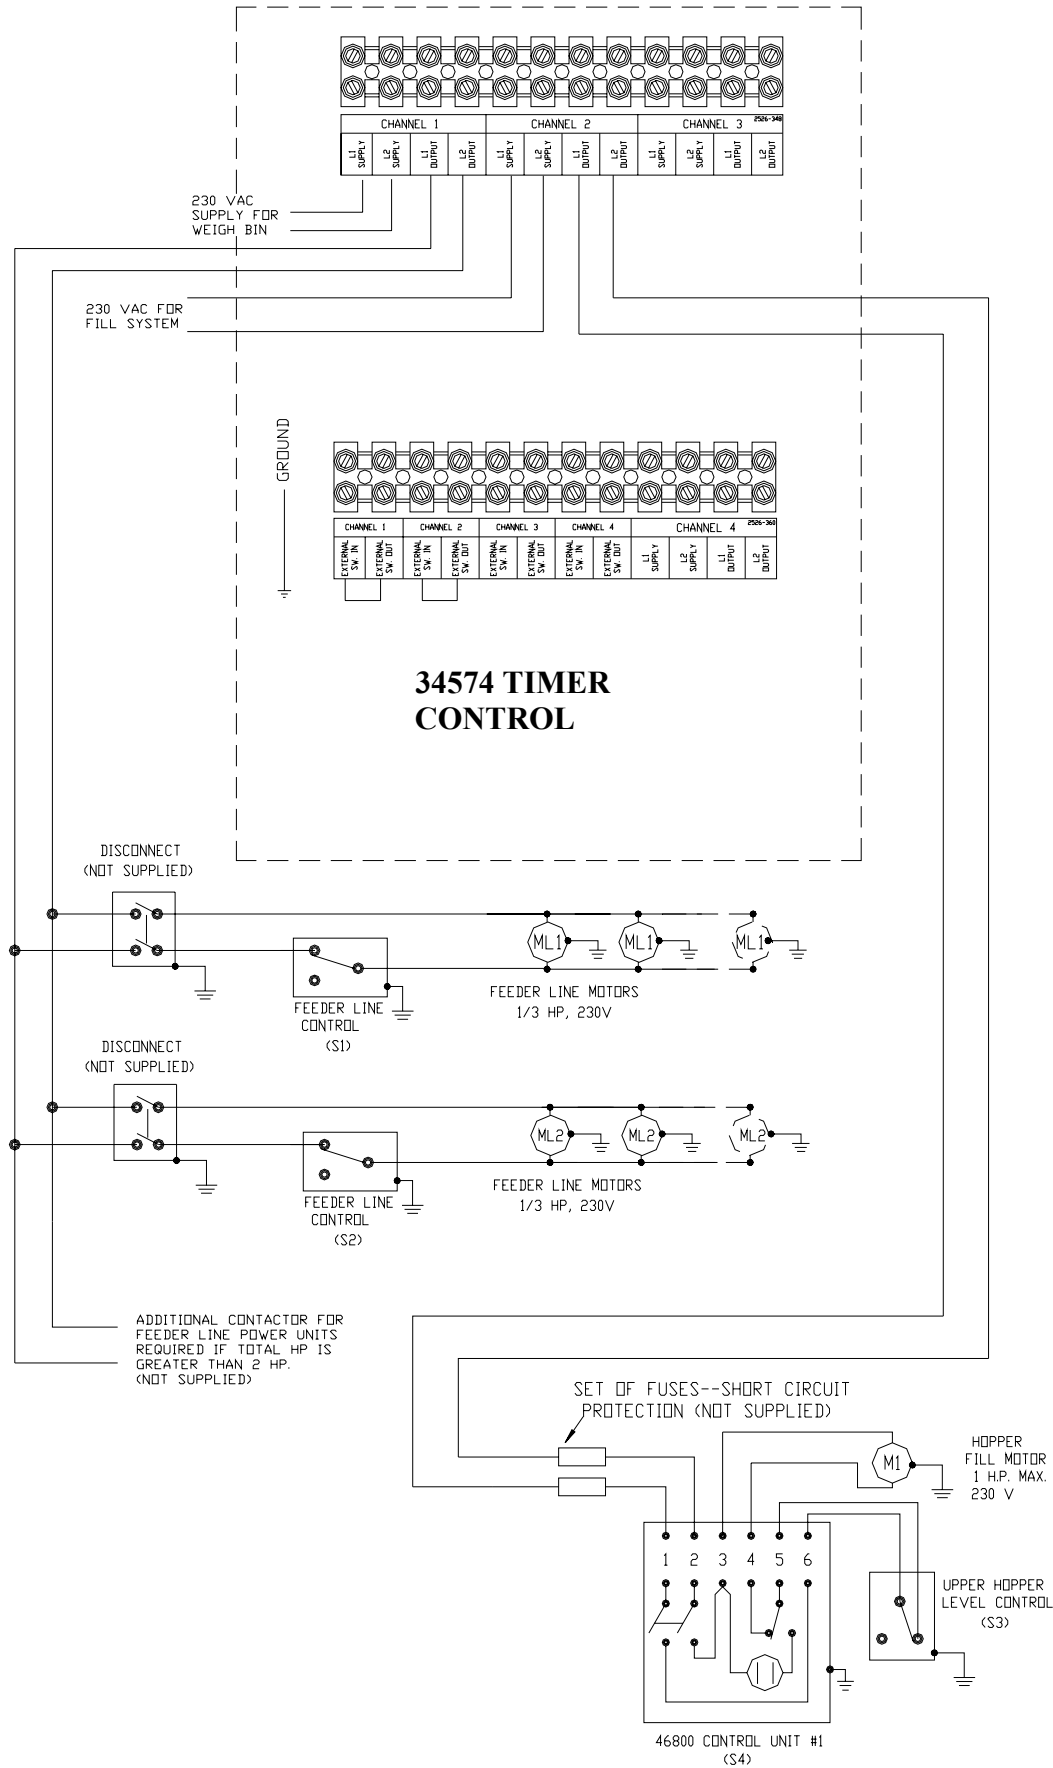 CHANNEL 1
CHANNEL 2
CHANNEL 3
2526-348
L1 SUPPLY
L2 SUPPLY
L1 OUTPUT
L2 OUTPUT
L1 SUPPLY
L2 SUPPLY
L1 OUTPUT
L2 OUTPUT
L1 SUPPLY
L2 SUPPLY
L1 OUTPUT
L2 OUTPUT
230 VAC
SUPPLY FOR
WEIGH BIN
230 VAC FOR
FILL SYSTEM
GROUND
CHANNEL 1
CHANNEL 2
CHANNEL 3
CHANNEL 4
CHANNEL 4
2526-360
EXTERNAL SW. IN
EXTERNAL SW. OUT
EXTERNAL SW. IN
EXTERNAL SW. OUT
EXTERNAL SW. IN
EXTERNAL SW. OUT
EXTERNAL SW. IN
EXTERNAL SW. OUT
L1 SUPPLY
L2 SUPPLY
L1 OUTPUT
L2 OUTPUT
34574 TIMER
CONTROL
DISCONNECT
(NOT SUPPLIED)
ML1
ML1
ML1
FEEDER LINE
CONTROL
(S1)
FEEDER LINE MOTORS
1/3 HP, 230V
DISCONNECT
(NOT SUPPLIED)
ML2
ML2
ML2
FEEDER LINE
CONTROL
(S2)
FEEDER LINE MOTORS
1/3 HP, 230V
ADDITIONAL CONTACTOR FOR
FEEDER LINE POWER UNITS
REQUIRED IF TOTAL HP IS
GREATER THAN 2 HP.
(NOT SUPPLIED)
SET OF FUSES--SHORT CIRCUIT
PROTECTION (NOT SUPPLIED)
M1
HOPPER
FILL MOTOR
1 H.P. MAX.
230 V
1 2 3 4 5 6
UPPER HOPPER
LEVEL CONTROL
(S3)
46800 CONTROL UNIT #1
(S4)